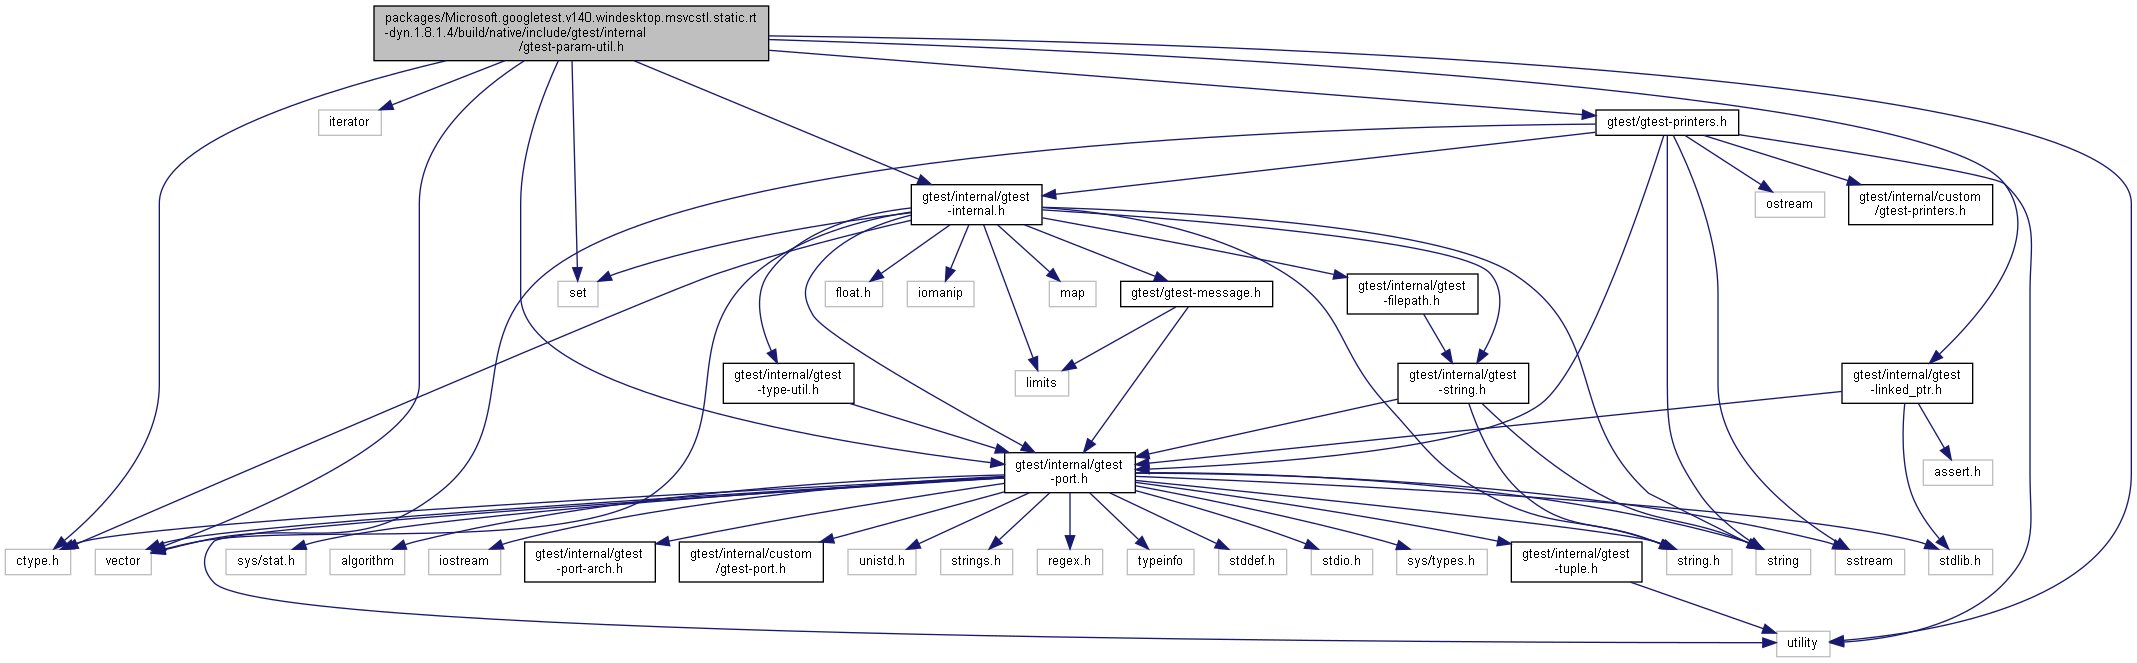 packages/Microsoft.googletest.v140.windesktop.msvcstl.static.rt
-dyn.1.8.1.4/build/native/include/gtest/internal
/gtest-param-util.h
iterator
gtest/gtest-printers.h
gtest/internal/gtest
-internal.h
ostream
gtest/internal/custom
/gtest-printers.h
set
float.h
iomanip
map
gtest/gtest-message.h
gtest/internal/gtest
-filepath.h
gtest/internal/gtest
-type-util.h
limits
gtest/internal/gtest
-string.h
gtest/internal/gtest
-linked_ptr.h
gtest/internal/gtest
-port.h
assert.h
ctype.h
vector
sys/stat.h
algorithm
iostream
gtest/internal/gtest
-port-arch.h
gtest/internal/custom
/gtest-port.h
unistd.h
strings.h
regex.h
typeinfo
stddef.h
stdio.h
sys/types.h
gtest/internal/gtest
-tuple.h
string.h
string
sstream
stdlib.h
utility